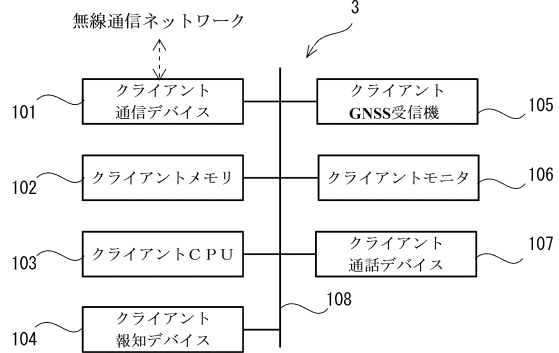 無線通信ネットワーク
3
クライアント
通信デバイス
101
クライアント
GNSS受信機
105
クライアントメモリ
102
クライアントモニタ
106
クライアントCPU
103
クライアント
通話デバイス
107
クライアント
報知デバイス
104
108